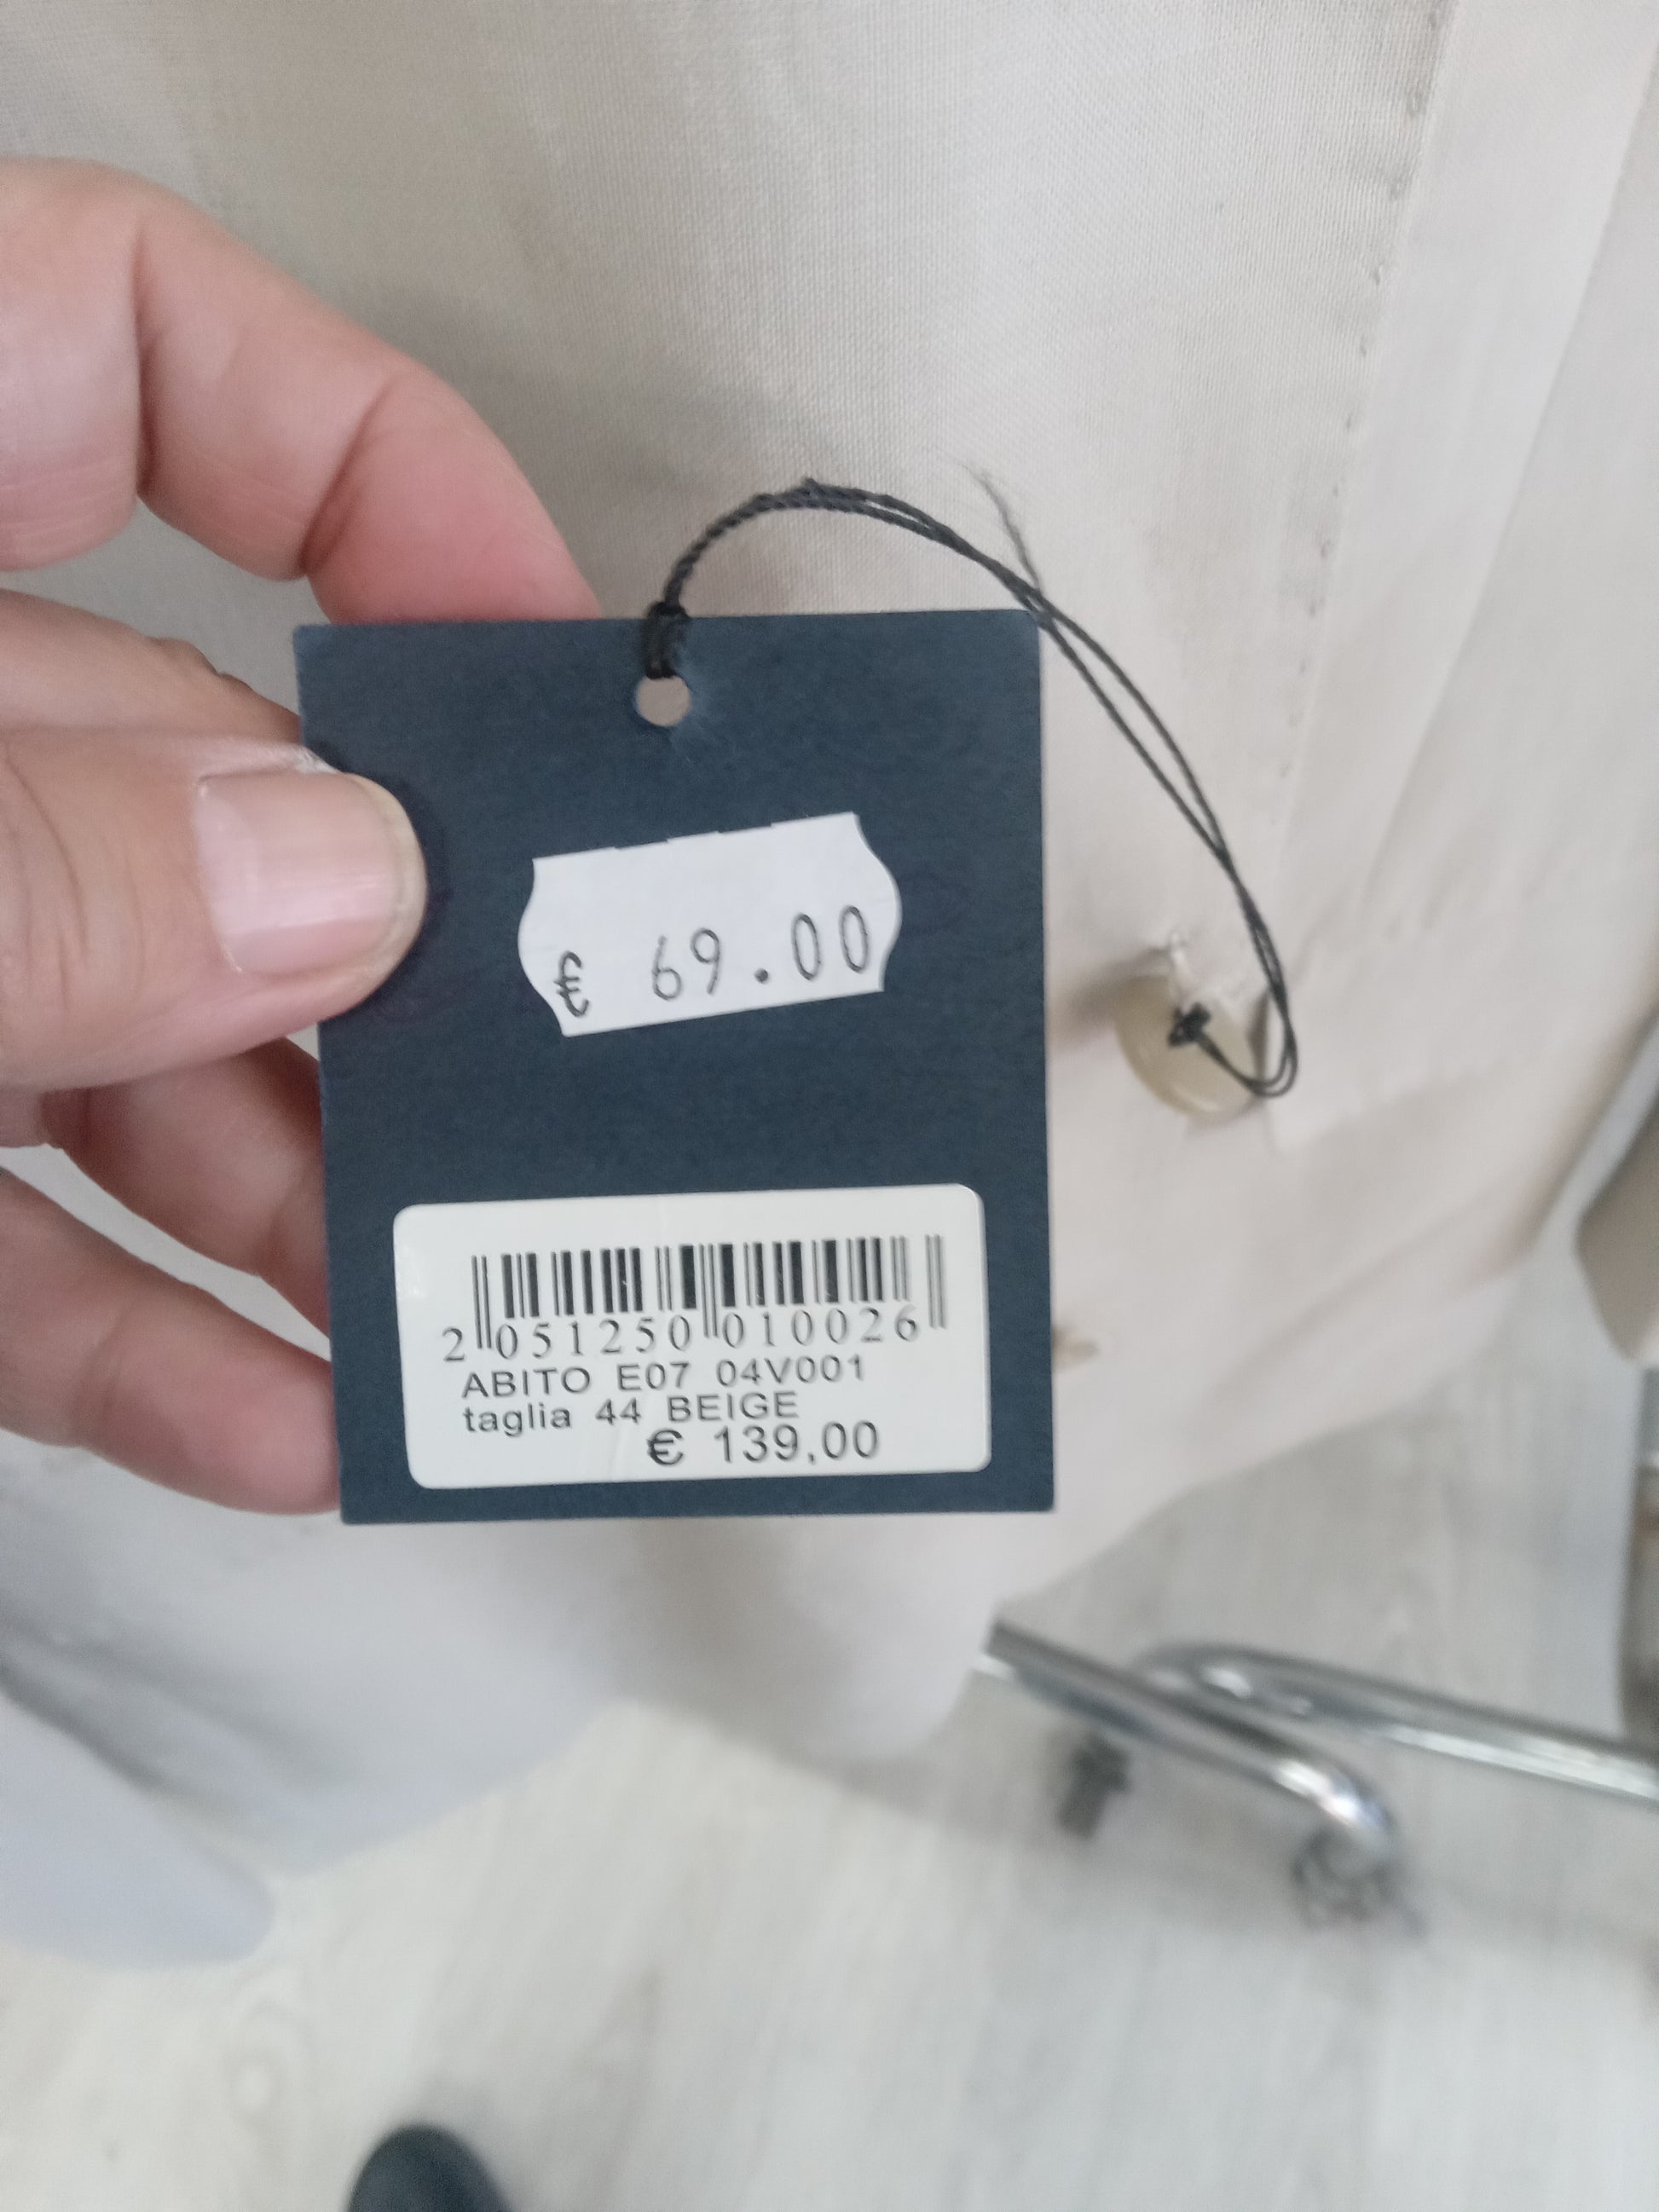 € 69.00
2 051250 010026
ABITO E07 04V001
taglia 44 BEIGE
€ 139,00